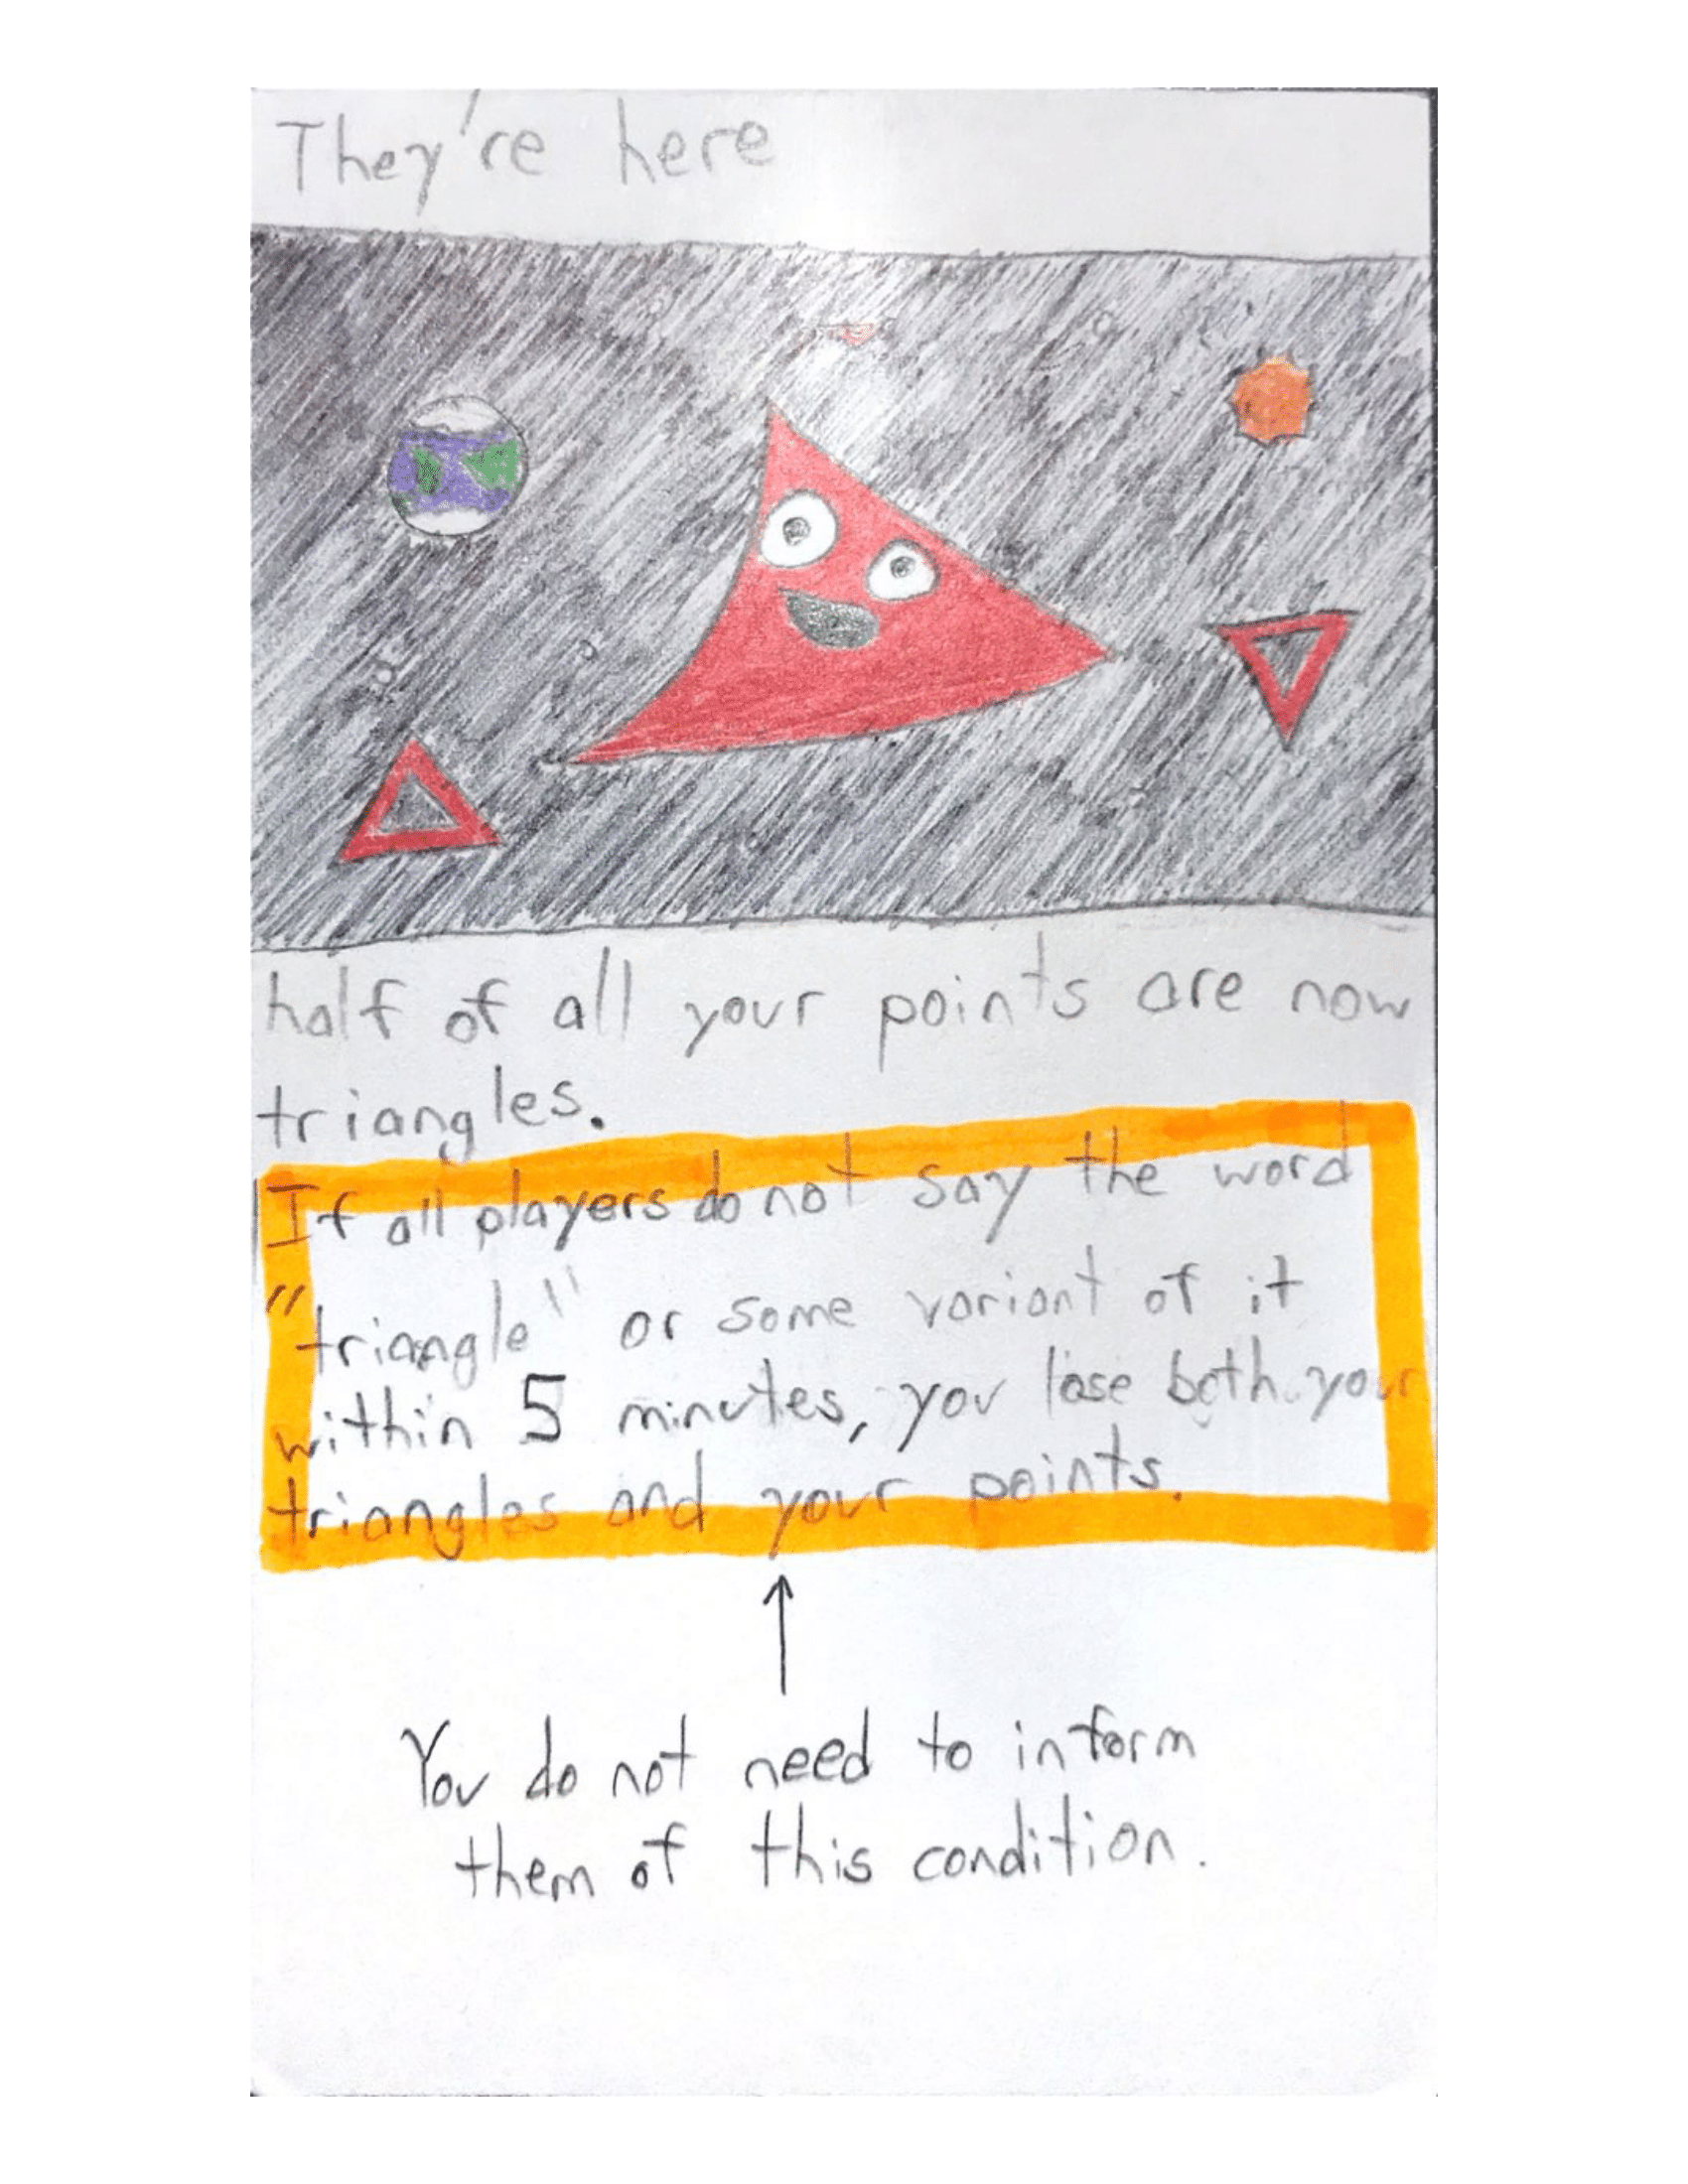 They're here
half of all your points are now
triangles.
If all players do not say the word
"triangle" or some variant of it
within 5 minutes, you lose both your
triangles and your points.
You do not need to inform
them of this condition.